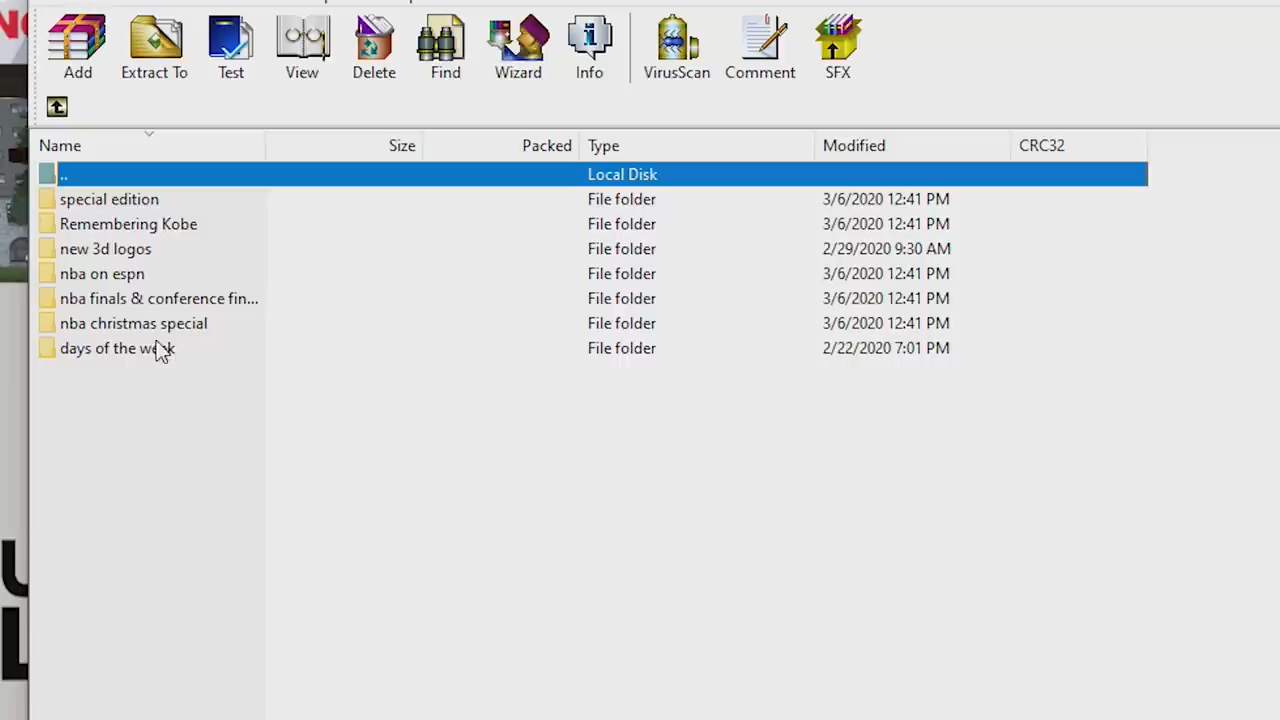 Add Extract To Test View Delete Find Wizard Info VirusScan Comment SFX
Name Size Packed Type Modified CRC32
.. Local Disk
special edition File folder 3/6/2020 12:41 PM
Remembering Kobe File folder 3/6/2020 12:41 PM
new 3d logos File folder 2/29/2020 9:30 AM
nba on espn File folder 3/6/2020 12:41 PM
nba finals & conference fin... File folder 3/6/2020 12:41 PM
nba christmas special File folder 3/6/2020 12:41 PM
days of the week File folder 2/22/2020 7:01 PM